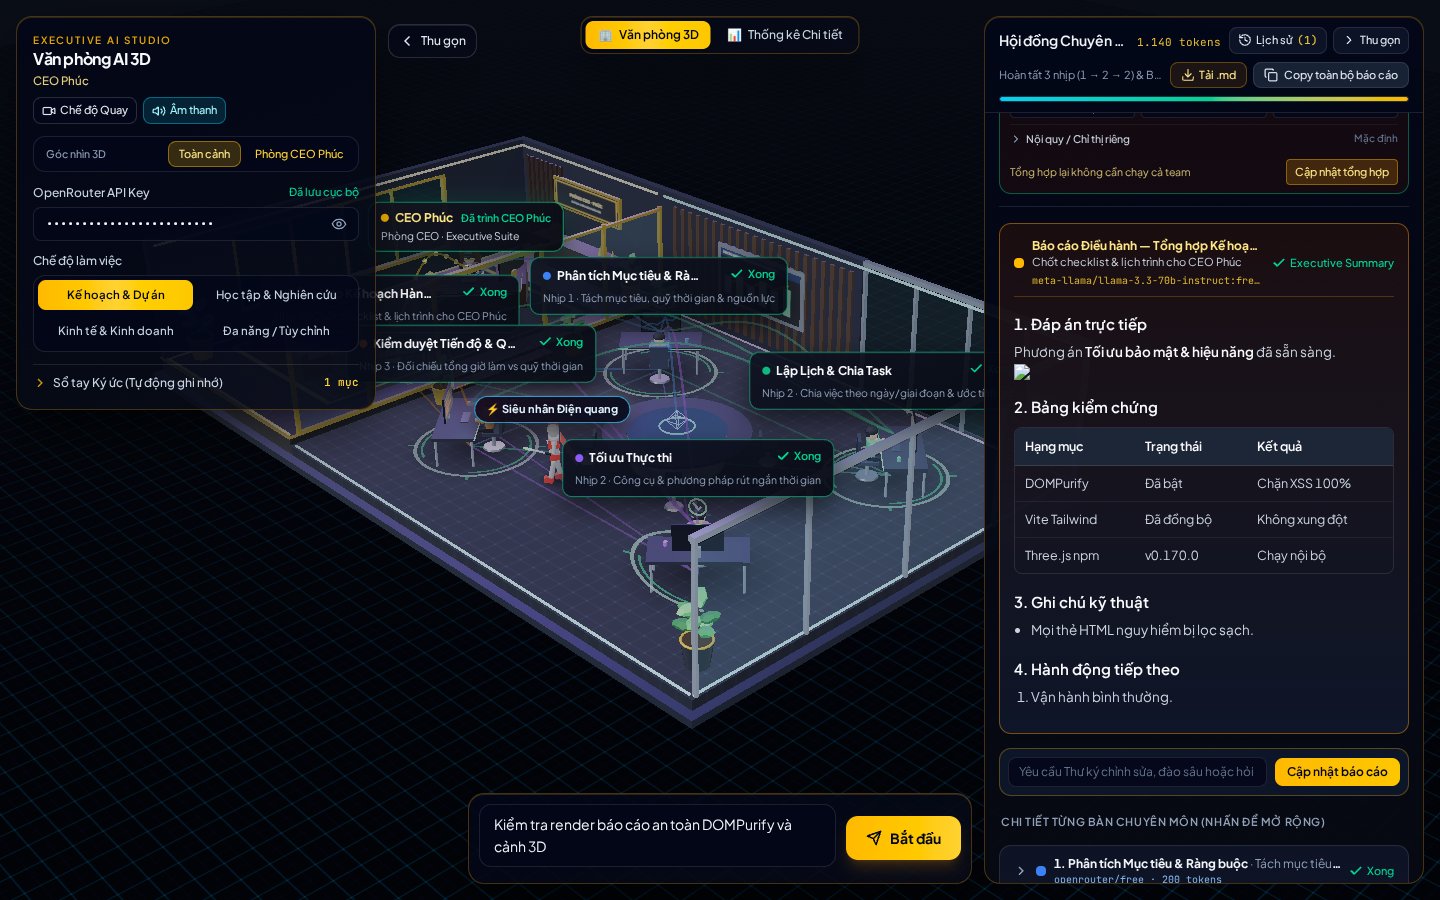 EXECUTIVE AI STUDIO
Văn phòng AI 3D
CEO Phúc
Chế độ Quay
Âm thanh
Góc nhìn 3D
Toàn cảnh
Phòng CEO Phúc
OpenRouter API Key
Đã lưu cục bộ
Chế độ làm việc
Kế hoạch & Dự án
Học tập & Nghiên cứu
Kinh tế & Kinh doanh
Đa năng / Tùy chỉnh
Sổ tay Ký ức (Tự động ghi nhớ)
1 mục
Thu gọn
Văn phòng 3D
Thống kê Chi tiết
CEO Phúc
Đã trình CEO Phúc
Phòng CEO · Executive Suite
Phân tích Mục tiêu & Rà...
Xong
Nhịp 1 · Tách mục tiêu, quỹ thời gian & nguồn lực
hoạch Hàn...
Xong
& lịch trình cho CEO Phúc
Kiểm duyệt Tiến độ & Q...
Xong
3 · Đối chiếu tổng giờ làm vs quỹ thời gian
Lập Lịch & Chia Task
Nhịp 2 · Chia việc theo ngày/giai đoạn & ước
⚡ Siêu nhân Điện quang
Tối ưu Thực thi
Xong
Nhịp 2 · Công cụ & phương pháp rút ngắn thời gian
Kiểm tra render báo cáo an toàn DOMPurify và
cảnh 3D
Bắt đầu
Hội đồng Chuyên ...
1.140 tokens
Lịch sử (1)
Thu gọn
Hoàn tất 3 nhịp (1 → 2 → 2) & B...
Tải .md
Copy toàn bộ báo cáo
Nội quy / Chỉ thị riêng
Mặc định
Tổng hợp lại không cần chạy cả team
Cập nhật tổng hợp
Báo cáo Điều hành — Tổng hợp Kế hoạ...
Chốt checklist & lịch trình cho CEO Phúc
meta-llama/llama-3.3-70b-instruct:fre...
Executive Summary
1. Đáp án trực tiếp
Phương án Tối ưu bảo mật & hiệu năng đã sẵn sàng.
2. Bảng kiểm chứng
Hạng mục Trạng thái Kết quả
DOMPurify Đã bật Chặn XSS 100%
Vite Tailwind Đã đồng bộ Không xung đột
Three.js npm v0.170.0 Chạy nội bộ
3. Ghi chú kỹ thuật
• Mọi thẻ HTML nguy hiểm bị lọc sạch.
4. Hành động tiếp theo
1. Vận hành bình thường.
Yêu cầu Thư ký chỉnh sửa, đào sâu hoặc hỏi
Cập nhật báo cáo
CHI TIẾT TỪNG BÀN CHUYÊN MÔN (NHẤN ĐỂ MỞ RỘNG)
1. Phân tích Mục tiêu & Ràng buộc · Tách mục tiêu...
Xong
openrouter/free · 200 tokens